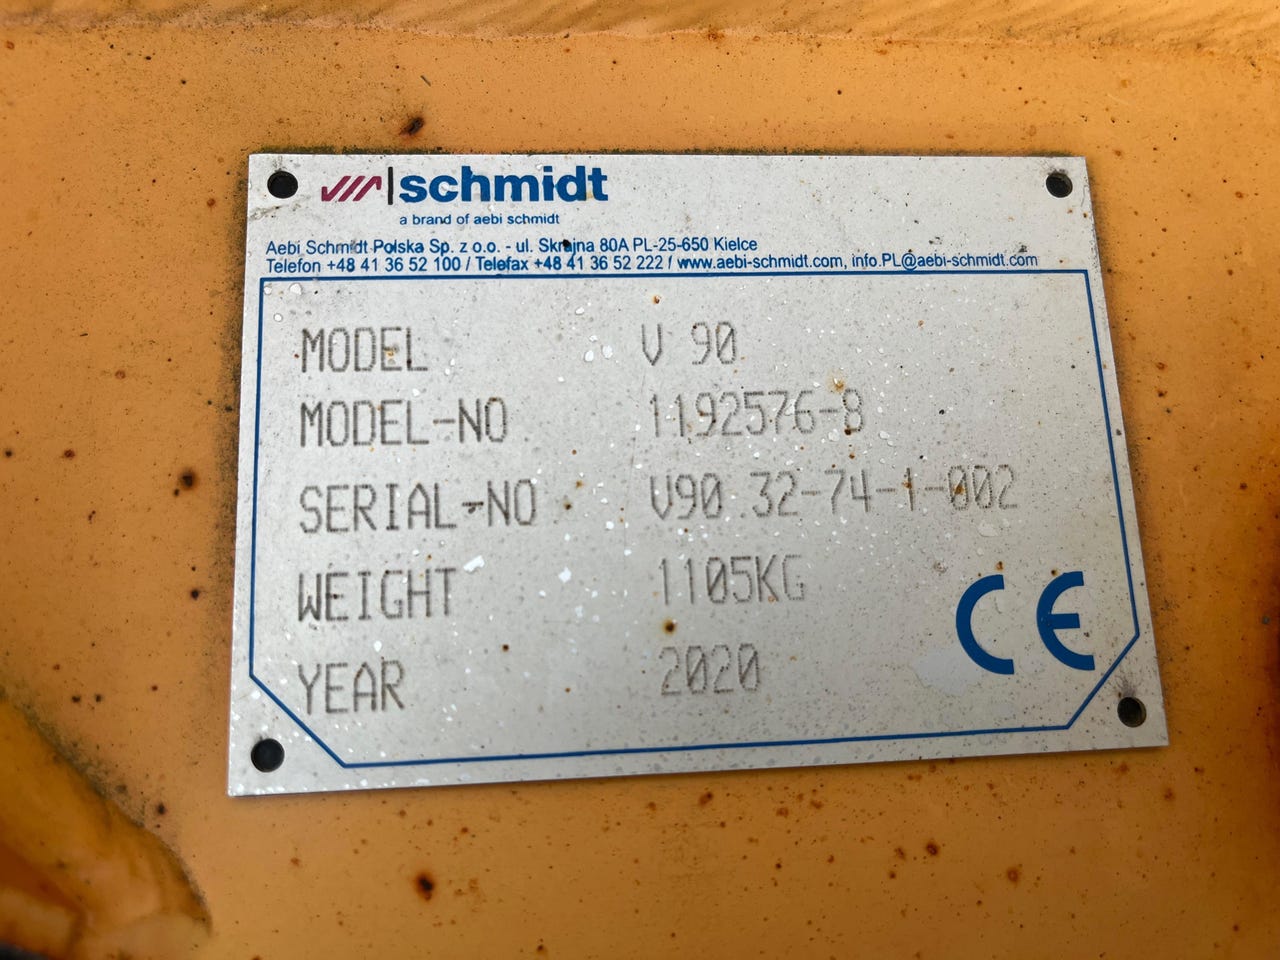 schmidt
a brand of aebi schmidt
Aebi Schmidt Polska Sp. z o.o. - ul. Skrajna 80A PL-25-650 Kielce
Telefon +48 41 36 52 100 / Telefax +48 41 36 52 222 / www.aebi-schmidt.com, info.PL@aebi-schmidt.com
MODEL V 90
MODEL-NO 1192576-8
SERIAL-NO V90 32-74-1-002
WEIGHT 1105KG
YEAR 2020
CE